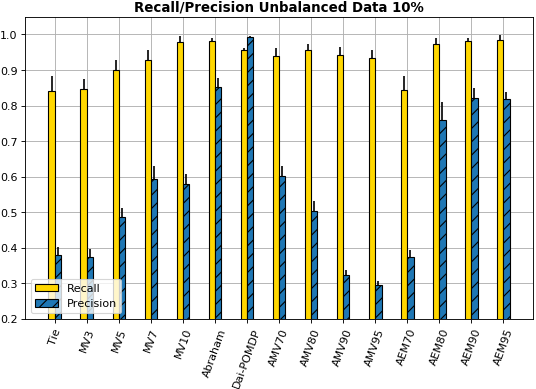 Recall/Precision Unbalanced Data 10%
1.0
0.9
0.8
0.7
0.6
0.5
0.4
0.3
0.2
Recall
Precision
Tie
MV3
MV5
MV7
MV10
Abraham
Dai-POMDP
AMV70
AMV80
AMV90
AMV95
AEM70
AEM80
AEM90
AEM95